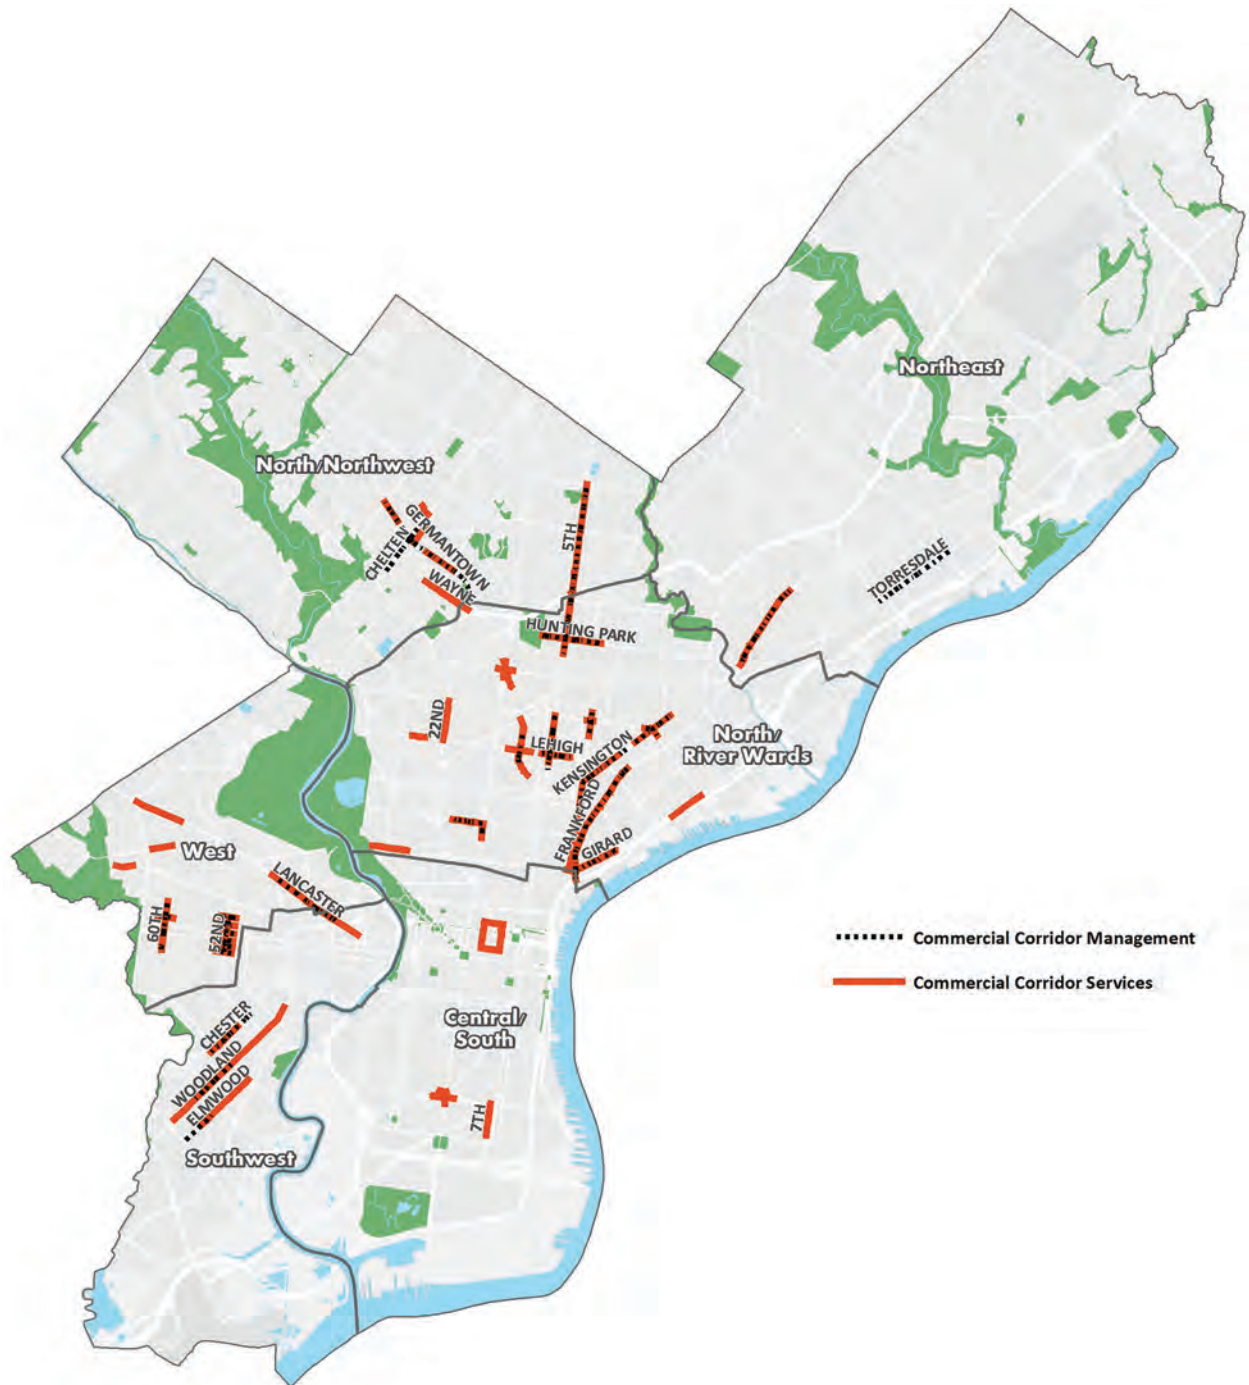 Northeast
North/Northwest
GERMANTOWN
CHELTEN
5TH
WAYNE
TORRESDALE
HUNTING PARK
22ND
LEHIGH
KENSINGTON
North/
River Wards
FRANKFORD
GIRARD
West
LANCASTER
60TH
52ND
Commercial Corridor Management
Commercial Corridor Services
CHESTER
WOODLAND
ELMWOOD
Central/
South
7TH
Southwest